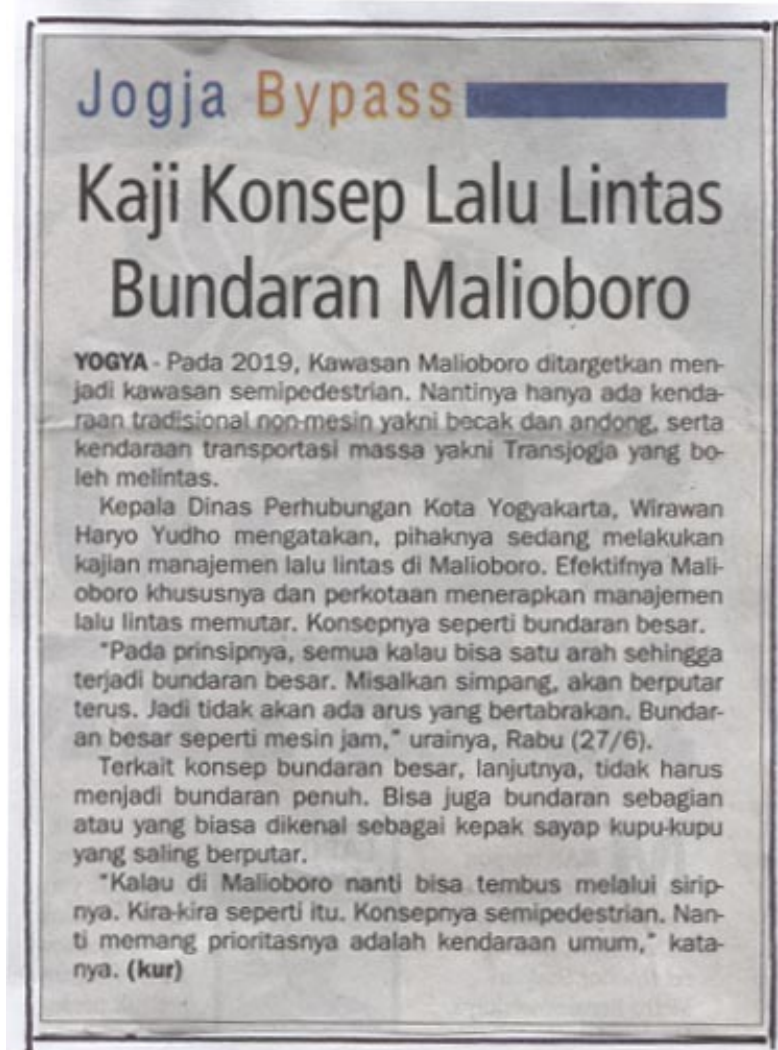 Jogja Bypass
Kaji Konsep Lalu Lintas
Bundaran Malioboro
YOGYA - Pada 2019, Kawasan Malioboro ditargetkan men-
jadi kawasan semipedestrian. Nantinya hanya ada kenda-
raan tradisional non-mesin yakni becak dan andong, serta
kendaraan transportasi massa yakni Transjogja yang bo-
leh melintas.
Kepala Dinas Perhubungan Kota Yogyakarta, Wirawan
Haryo Yudho mengatakan, pihaknya sedang melakukan
kajian manajemen lalu lintas di Malioboro. Efektifnya Mali-
oboro khususnya dan perkotaan menerapkan manajemen
lalu lintas memutar. Konsepnya seperti bundaran besar.
"Pada prinsipnya, semua kalau bisa satu arah sehingga
terjadi bundaran besar. Misalkan simpang, akan berputar
terus. Jadi tidak akan ada arus yang bertabrakan. Bundar-
an besar seperti mesin jam," urainya, Rabu (27/6).
Terkait konsep bundaran besar, lanjutnya, tidak harus
menjadi bundaran penuh. Bisa juga bundaran sebagian
atau yang biasa dikenal sebagai kepak sayap kupu-kupu
yang saling berputar.
"Kalau di Malioboro nanti bisa tembus melalui sirip-
nya. Kira-kira seperti itu. Konsepnya semipedestrian. Nan-
ti memang prioritasnya adalah kendaraan umum," kata-
nya. (kur)